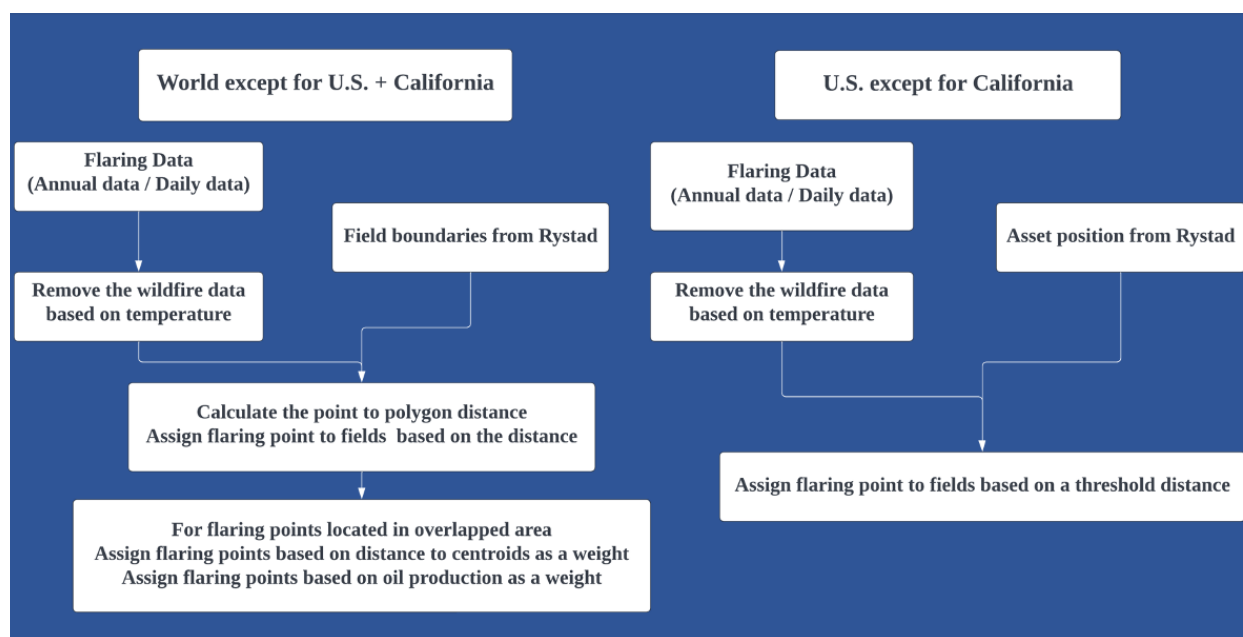 World except for U.S. + California
Flaring Data
(Annual data / Daily data)
Field boundaries from Rystad
Remove the wildfire data
based on temperature
Calculate the point to polygon distance
Assign flaring point to fields based on the distance
For flaring points located in overlapped area
Assign flaring points based on distance to centroids as a weight
Assign flaring points based on oil production as a weight
U.S. except for California
Flaring Data
(Annual data / Daily data)
Asset position from Rystad
Remove the wildfire data
based on temperature
Assign flaring point to fields based on a threshold distance